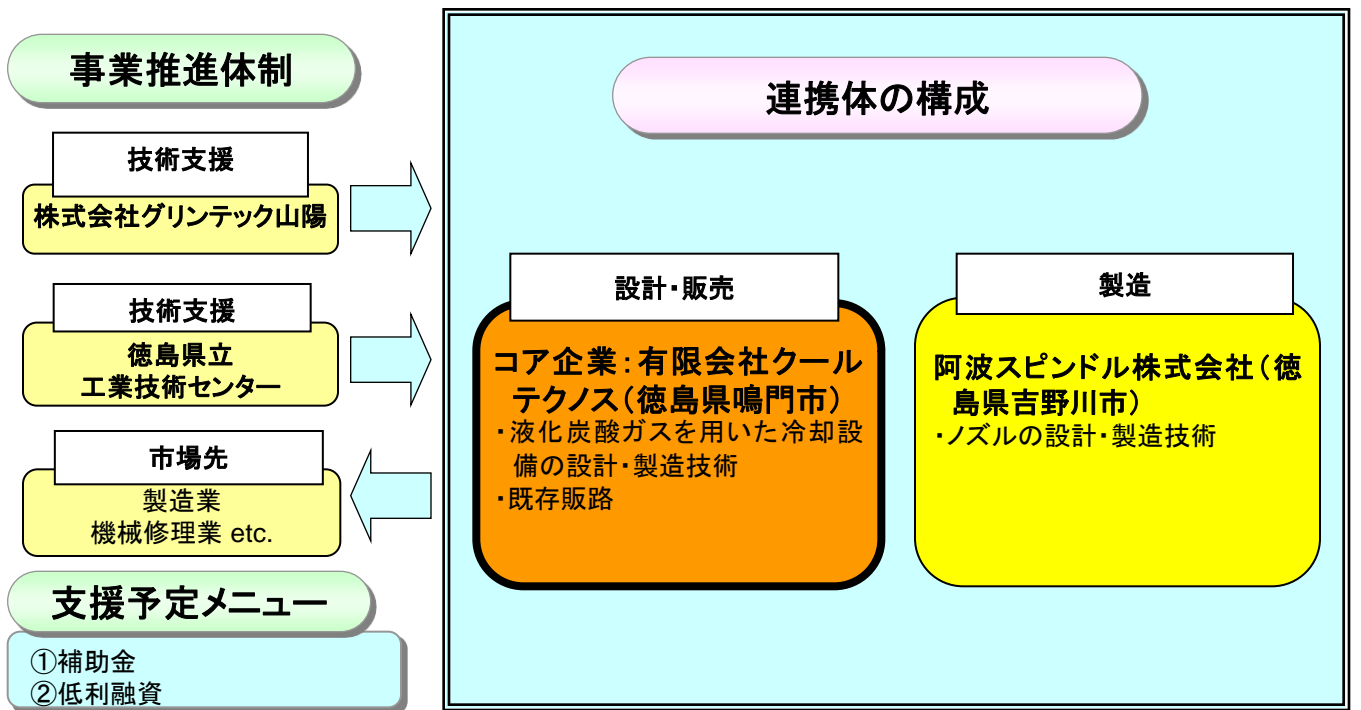 事業推進体制
技術支援
株式会社グリンテック山陽
技術支援
徳島県立
工業技術センター
市場先
製造業
機械修理業 etc.
支援予定メニュー
①補助金
②低利融資
連携体の構成
設計・販売
コア企業：有限会社クール
テクノス（徳島県鳴門市）
・液化炭酸ガスを用いた冷却設
備の設計・製造技術
・既存販路
製造
阿波スピンドル株式会社（徳
島県吉野川市）
・ノズルの設計・製造技術